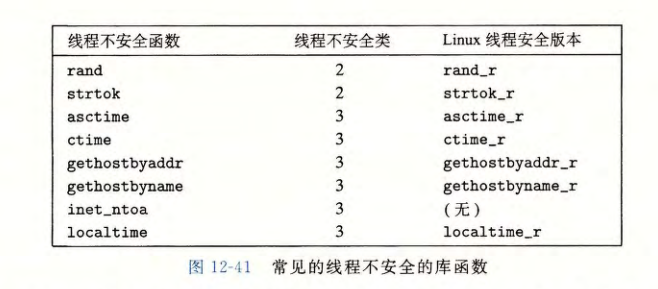 线程不安全函数 线程不安全类 Linux 线程安全版本
rand 2 rand_r
strtok 2 strtok_r
asctime 3 asctime_r
ctime 3 ctime_r
gethostbyaddr 3 gethostbyaddr_r
gethostbyname 3 gethostbyname_r
inet_ntoa 3 (无)
localtime 3 localtime_r
图 12-41 常见的线程不安全的库函数